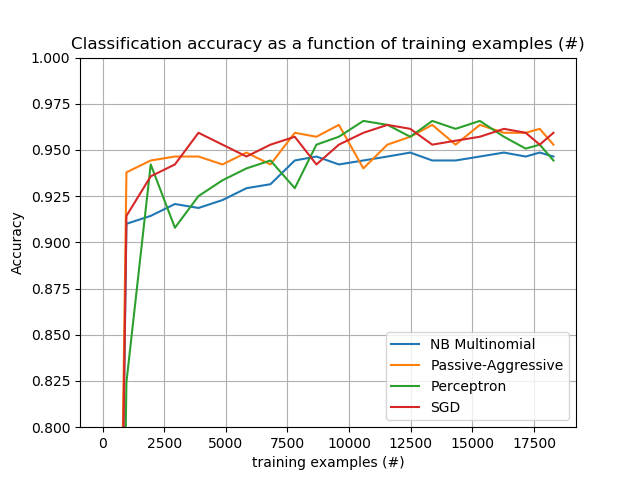 Classification accuracy as a function of training examples (#)
1.000
0.975
0.950
0.925
0.900
0.875
0.850
0.825
0.800
Accuracy
NB Multinomial
Passive-Aggressive
Perceptron
SGD
0 2500 5000 7500 10000 12500 15000 17500
training examples (#)